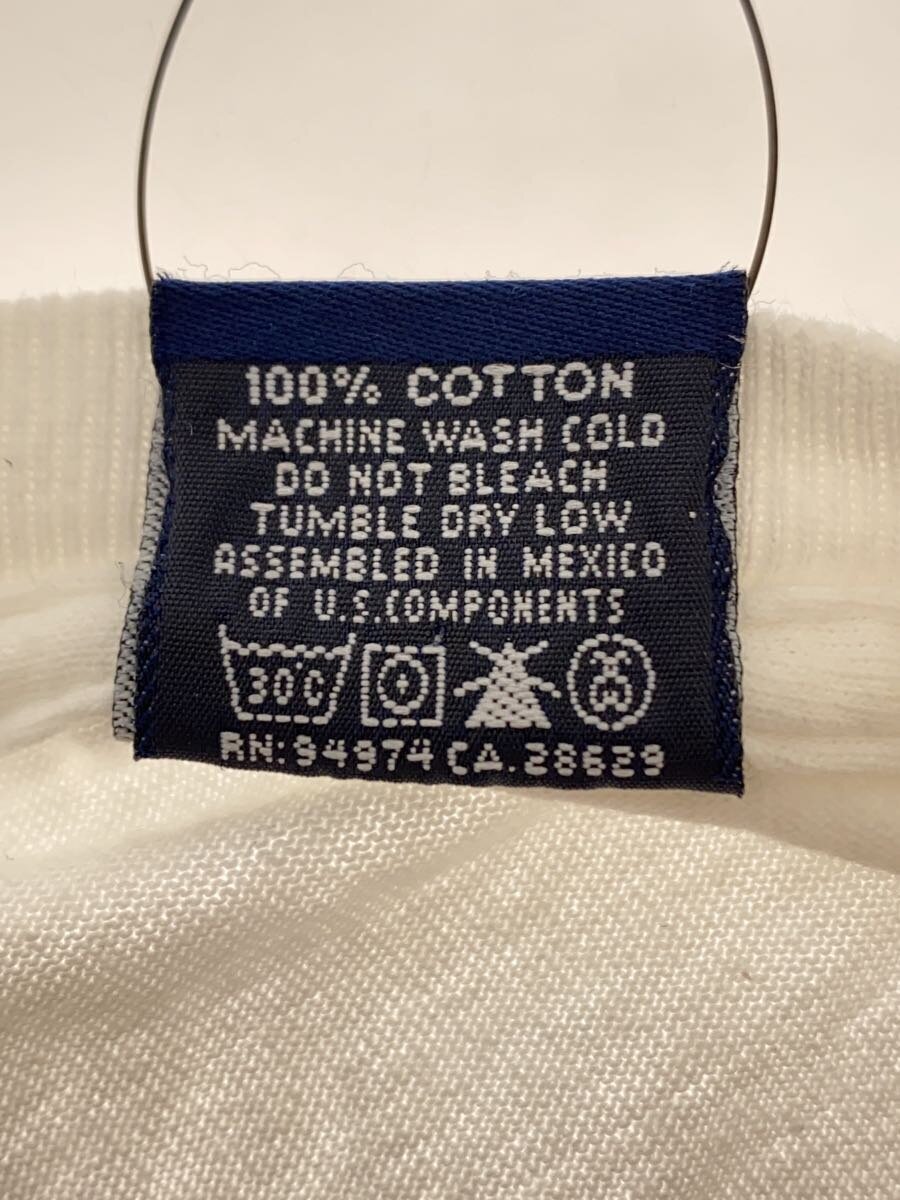 100% COTTON
MACHINE WASH COLD
DO NOT BLEACH
TUMBLE DRY LOW
ASSEMBLED IN MEXICO
OF U.S.COMPONENTS
30C
RN:94974 CA.28629